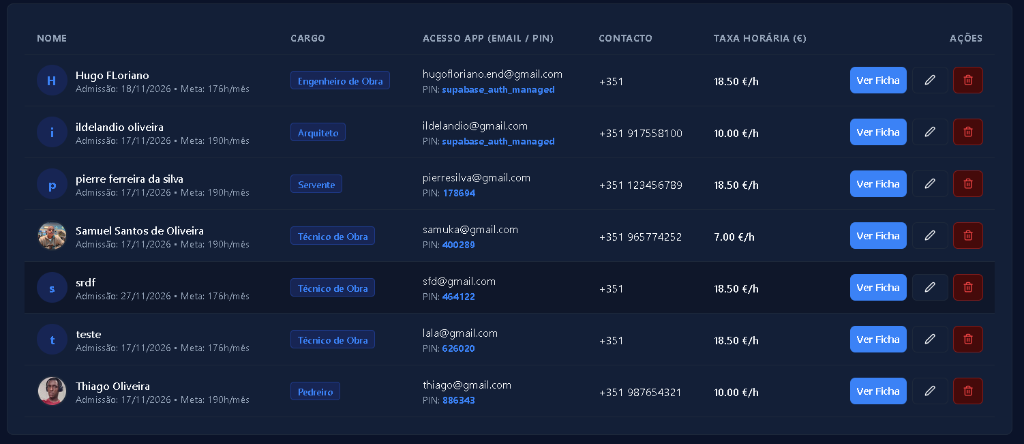 NOME CARGO ACESSO APP (EMAIL / PIN) CONTACTO TAXA HORÁRIA (€) AÇÕES
H Hugo FLoriano Engenheiro de Obra hugofloriano.end@gmail.com +351 18.50 €/h Ver Ficha
Admissão: 18/11/2026 • Meta: 176h/mês PIN: supabase_auth_managed
i ildelandio oliveira Arquiteto ildelandio@gmail.com +351 917558100 10.00 €/h Ver Ficha
Admissão: 17/11/2026 • Meta: 190h/mês PIN: supabase_auth_managed
p pierre ferreira da silva Servente pierresilva@gmail.com +351 123456789 18.50 €/h Ver Ficha
Admissão: 17/11/2026 • Meta: 190h/mês PIN: 178694
Samuel Santos de Oliveira Técnico de Obra samuka@gmail.com +351 965774252 7.00 €/h Ver Ficha
Admissão: 17/11/2026 • Meta: 190h/mês PIN: 400289
s srdf Técnico de Obra sfd@gmail.com +351 18.50 €/h Ver Ficha
Admissão: 27/11/2026 • Meta: 176h/mês PIN: 464122
t teste Técnico de Obra lala@gmail.com +351 18.50 €/h Ver Ficha
Admissão: 17/11/2026 • Meta: 176h/mês PIN: 626020
Thiago Oliveira Pedreiro thiago@gmail.com +351 987654321 10.00 €/h Ver Ficha
Admissão: 17/11/2026 • Meta: 190h/mês PIN: 886343